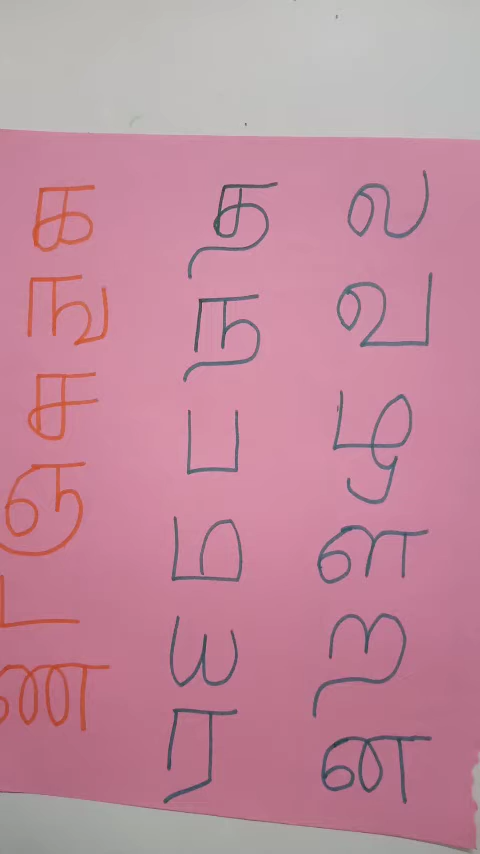 க
ங
ச
ஞ
ட
ண
த
ந
ப
ம
ய
ர
ல
வ
ழ
ள
ற
ன